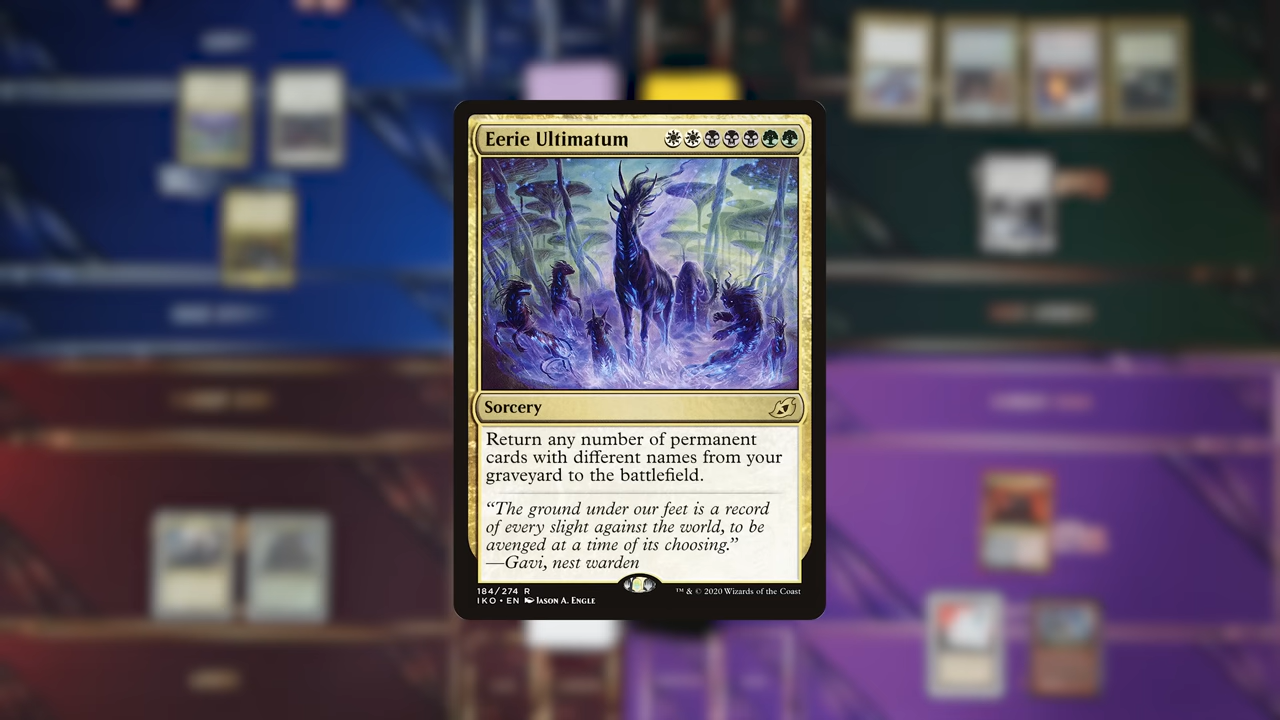 Eerie Ultimatum
Sorcery
Return any number of permanent
cards with different names from your
graveyard to the battlefield.
“The ground under our feet is a record
of every slight against the world, to be
avenged at a time of its choosing.”
—Gavi, nest warden
184/274 R
IKO • EN Jason A. Engle
™ & © 2020 Wizards of the Coast